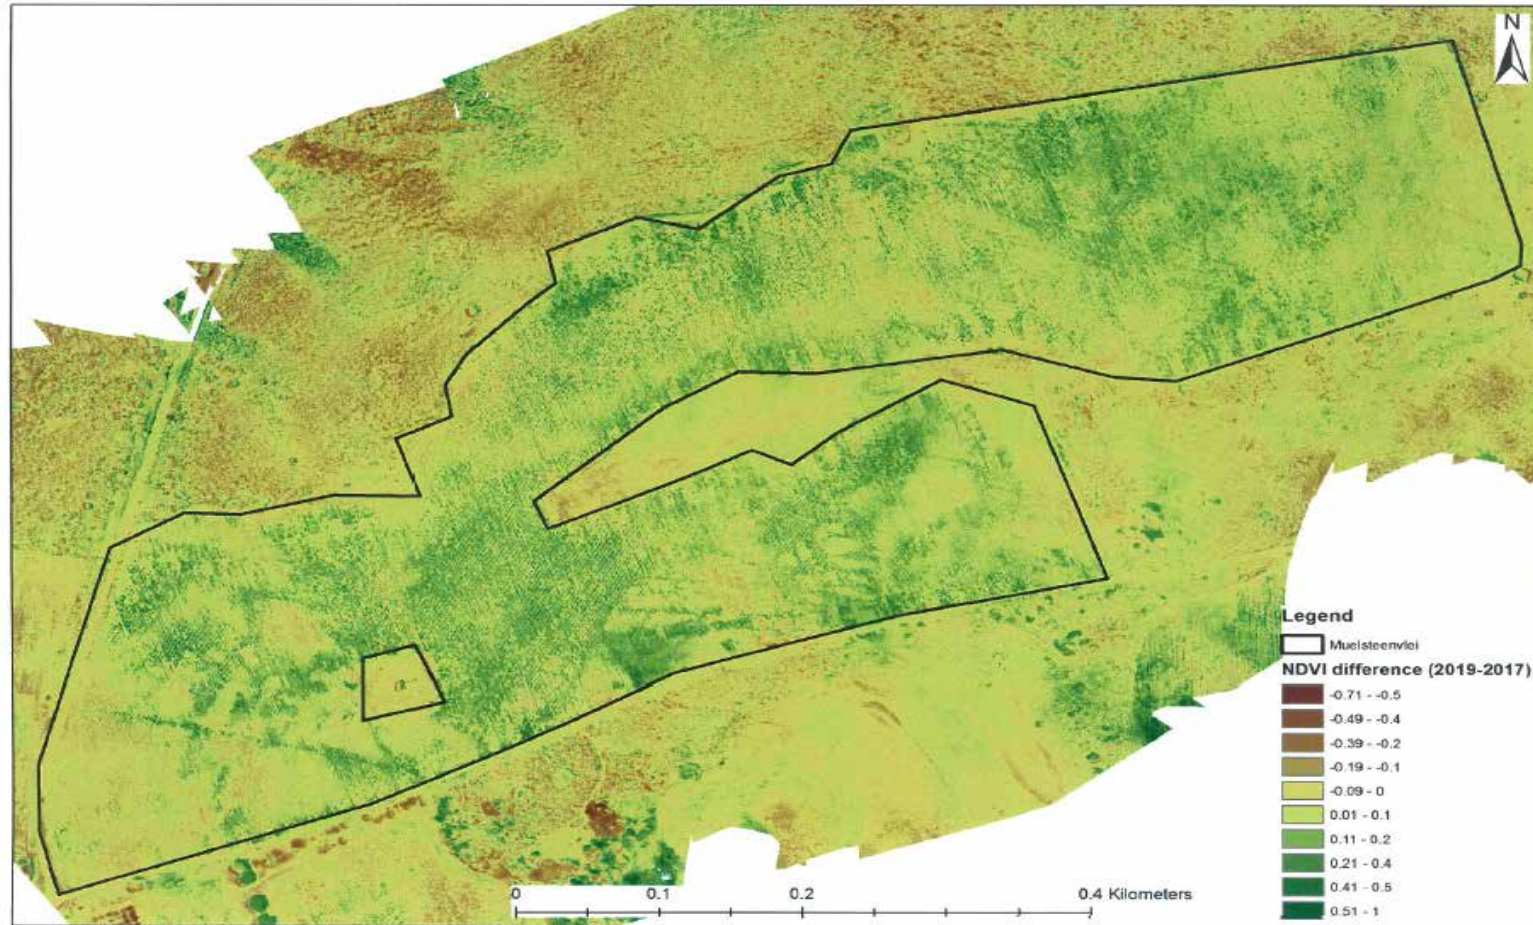 N
Legend
Muelsteenvlei
NDVI difference (2019-2017)
-0.71 - -0.5
-0.49 - -0.4
-0.39 - -0.2
-0.19 - -0.1
-0.09 - 0
0.01 - 0.1
0.11 - 0.2
0.21 - 0.4
0.41 - 0.5
0.51 - 1
0 0.1 0.2 0.4 Kilometers